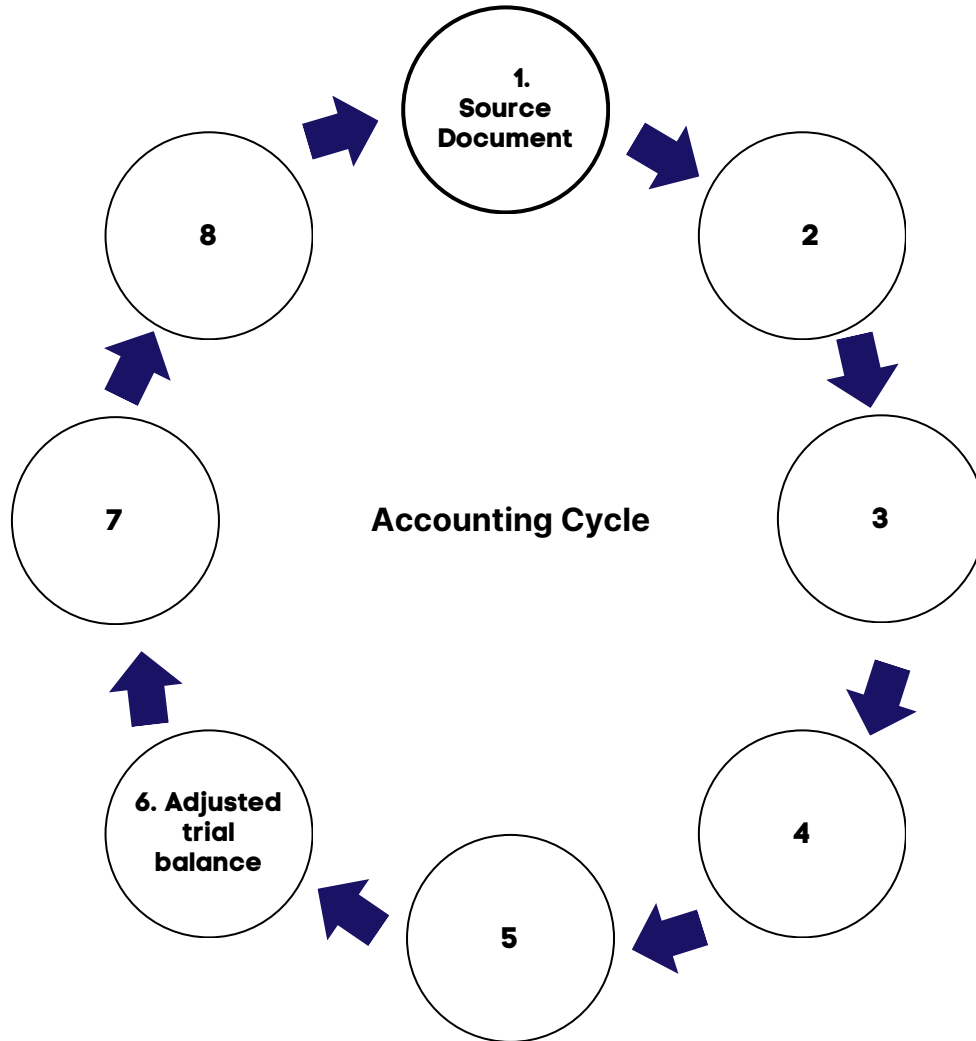 1.
Source
Document
2
3
4
5
6. Adjusted
trial
balance
7
8
Accounting Cycle